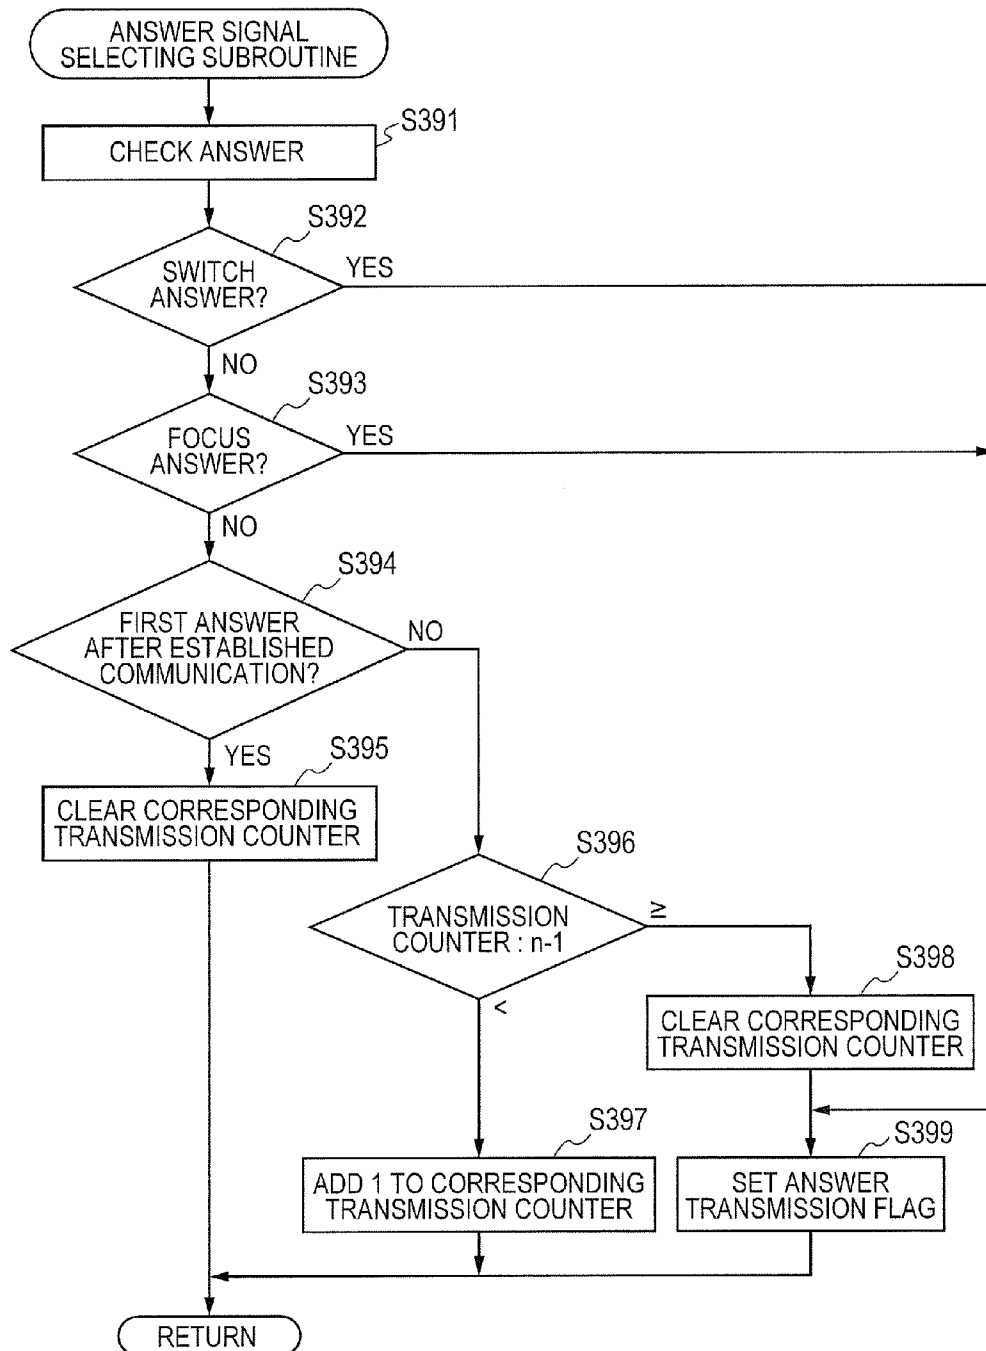 ANSWER SIGNAL
SELECTING SUBROUTINE
S391
CHECK ANSWER
S392
SWITCH
ANSWER?
YES
NO
S393
FOCUS
ANSWER?
YES
NO
S394
FIRST ANSWER
AFTER ESTABLISHED
COMMUNICATION?
NO
YES
S395
CLEAR CORRESPONDING
TRANSMISSION COUNTER
S396
TRANSMISSION
COUNTER : n-1
≥
<
S398
CLEAR CORRESPONDING
TRANSMISSION COUNTER
S397
ADD 1 TO CORRESPONDING
TRANSMISSION COUNTER
S399
SET ANSWER
TRANSMISSION FLAG
RETURN